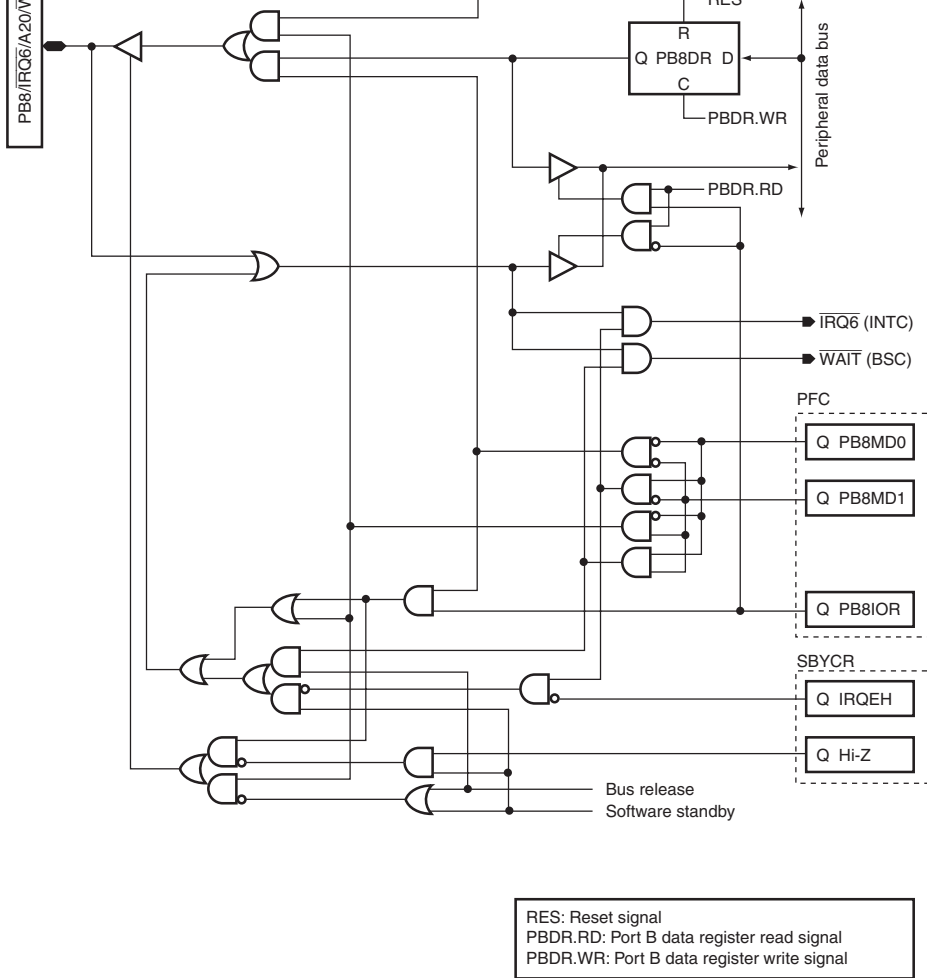 PB8/IRQ6/A20/W
RES
R
Q PB8DR D
C
PBDR.WR
Peripheral data bus
PBDR.RD
IRQ6 (INTC)
WAIT (BSC)
PFC
Q PB8MD0
Q PB8MD1
Q PB8IOR
SBYCR
Q IRQEH
Q Hi-Z
Bus release
Software standby
RES: Reset signal
PBDR.RD: Port B data register read signal
PBDR.WR: Port B data register write signal